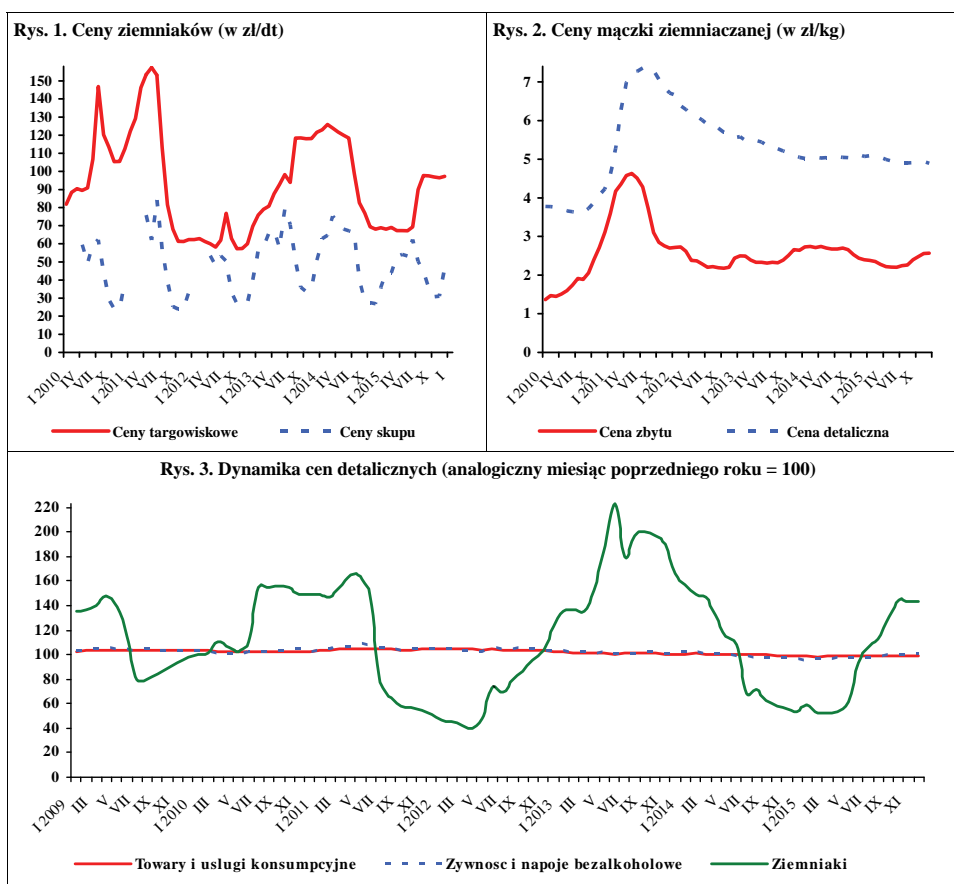 Rys. 1. Ceny ziemniaków (w zł/dt)
150
140
130
120
110
100
90
80
70
60
50
40
30
20
10
0
I 2010
IV
VII
X
I 2011
IV
VII
X
I 2012
IV
VII
X
I 2013
IV
VII
X
I 2014
IV
VII
X
I 2015
IV
VII
X
I
Ceny targowiskowe
Ceny skupu
Rys. 2. Ceny mączki ziemniaczanej (w zł/kg)
7
6
5
4
3
2
1
0
I 2010
IV
VII
X
I 2011
IV
VII
X
I 2012
IV
VII
X
I 2013
IV
VII
X
I 2014
IV
VII
X
I 2015
IV
VII
X
Cena zbytu
Cena detaliczna
Rys. 3. Dynamika cen detalicznych (analogiczny miesiąc poprzedniego roku = 100)
220
200
180
160
140
120
100
80
60
40
20
0
I 2009
III
V
VII
IX
XI
I 2010
III
V
VII
IX
XI
I 2011
III
V
VII
IX
XI
I 2012
III
V
VII
IX
XI
I 2013
III
V
VII
IX
XI
I 2014
III
V
VII
IX
XI
I 2015
III
V
VII
IX
XI
Towary i uslugi konsumpcyjne
Zywnosc i napoje bezalkoholowe
Ziemniaki